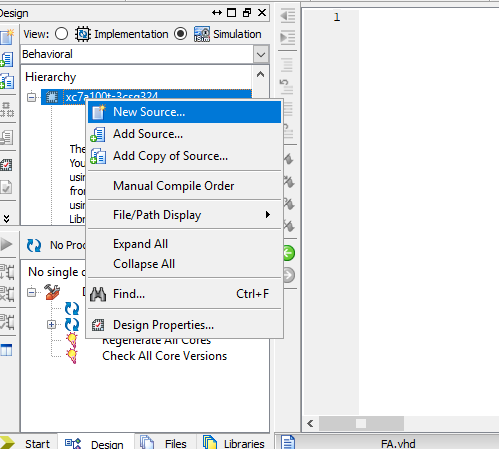 Design
View: Implementation Simulation
Behavioral
Hierarchy
xc7a100t-3csg324
New Source...
Add Source...
Add Copy of Source...
Manual Compile Order
File/Path Display
Expand All
Collapse All
Find... Ctrl+F
Design Properties...
The
You
usin
from
usin
Libr
No Proc
No single d
Regenerate All Cores
Check All Core Versions
Start Design Files Libraries
1
FA.vhd